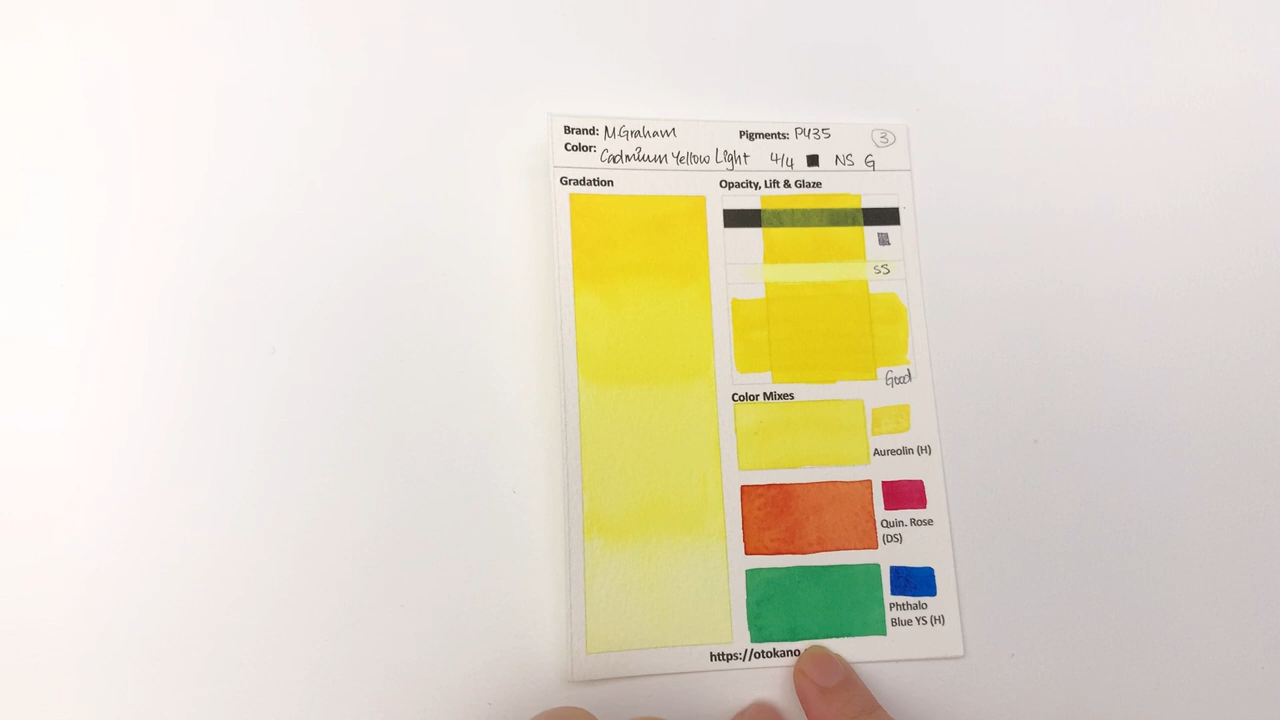 Brand: M.Graham Pigments: PY35 3
Color: Cadmium Yellow Light 4/4 NS G
Gradation
Opacity, Lift & Glaze
SS
Good
Color Mixes
Aureolin (H)
Quin. Rose
(DS)
Phthalo
Blue YS (H)
https://otokano